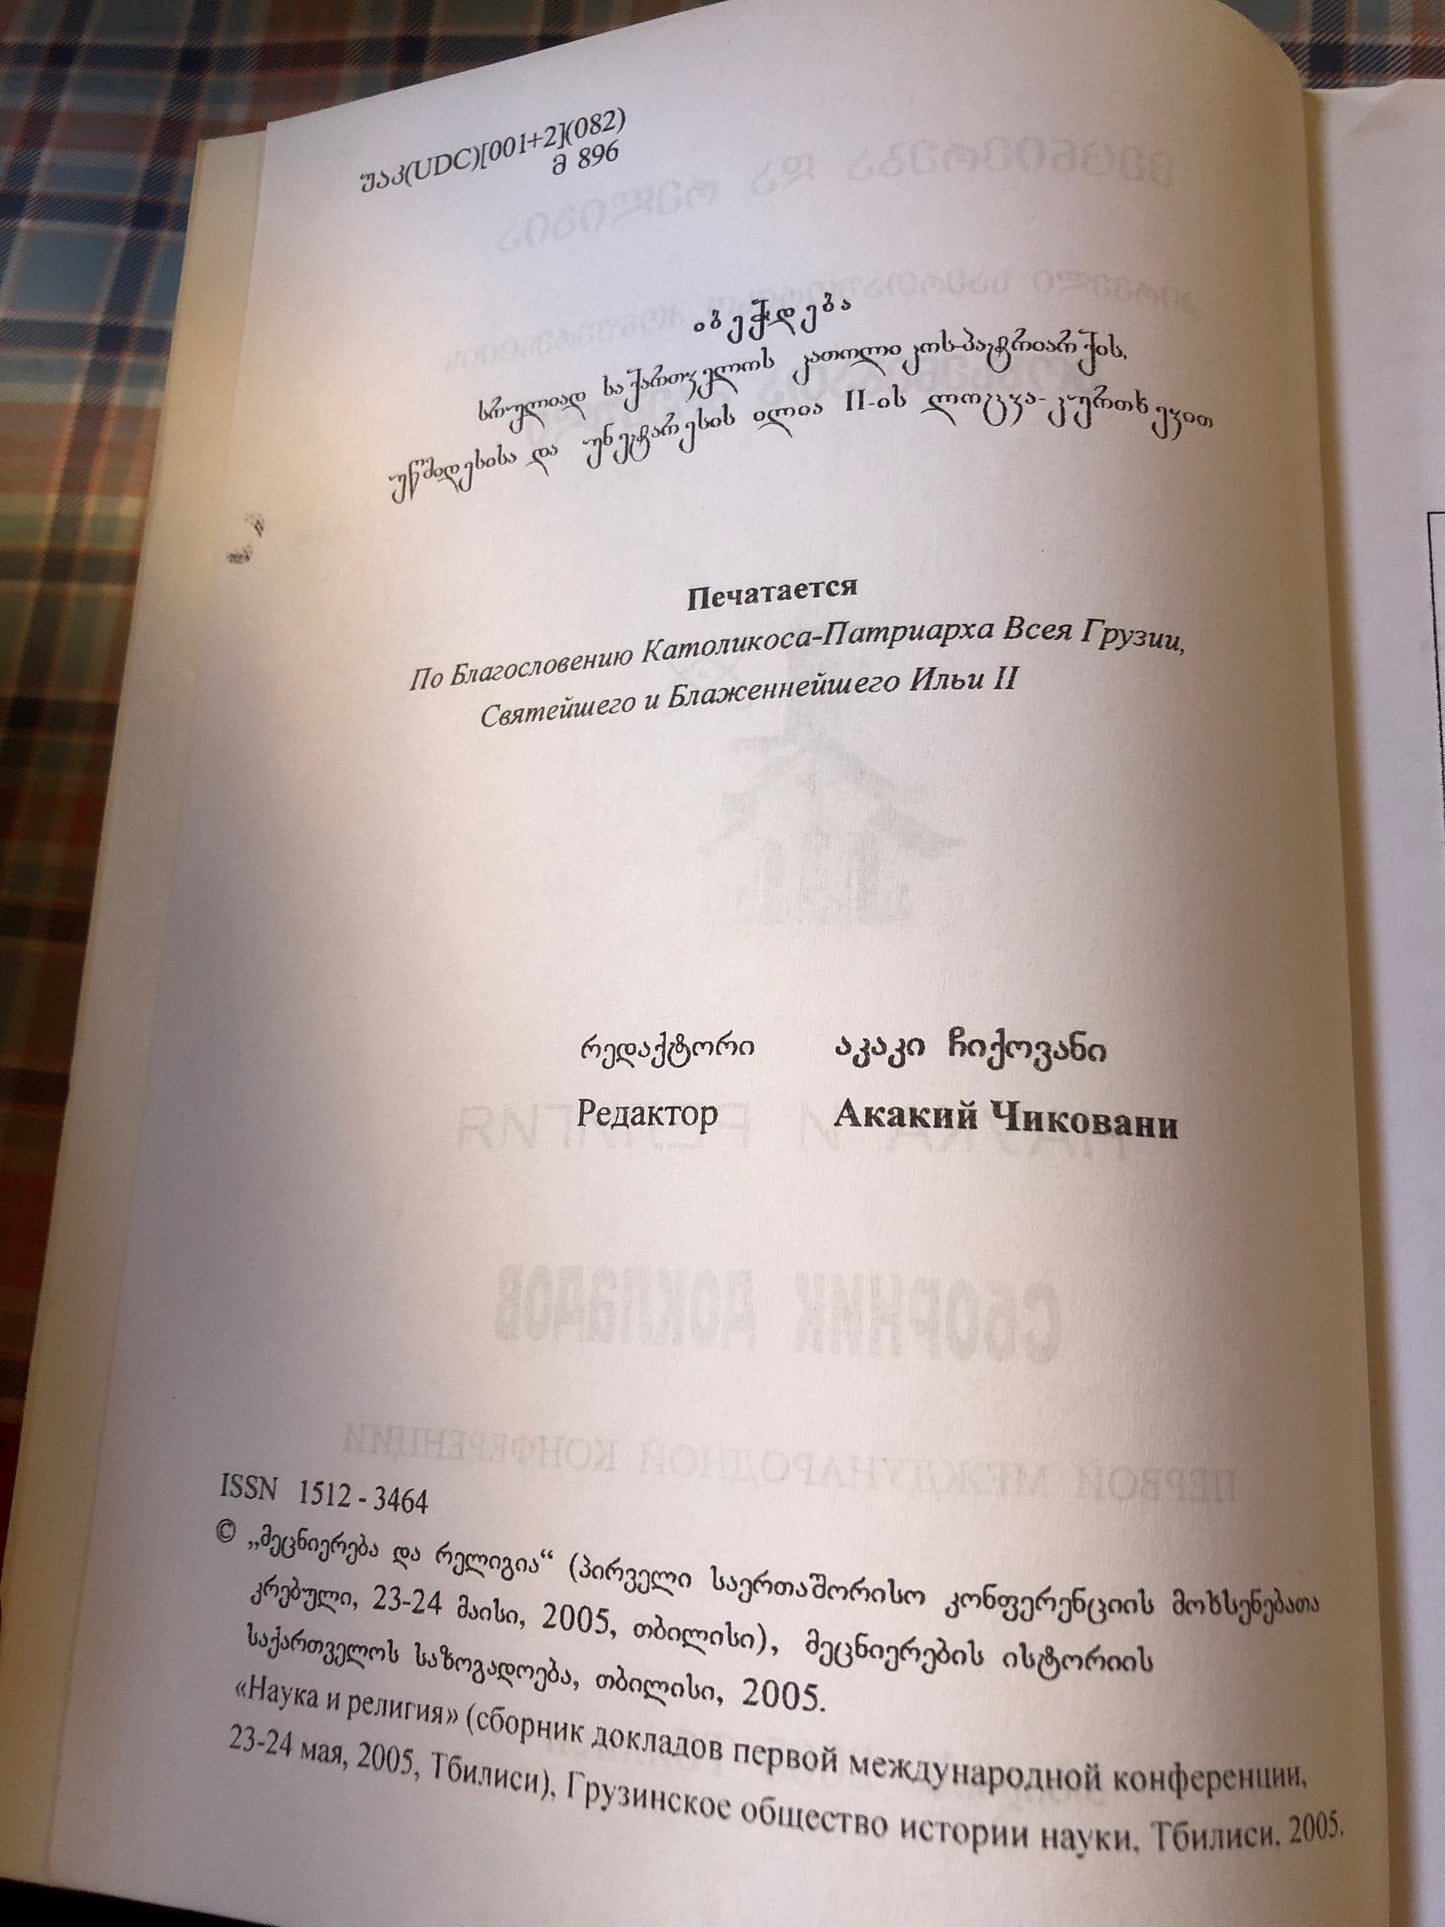 უაკ(UDC)[001+2](082)
მ 896
იბეჭდება
სრულიად საქართველოს კათოლიკოს-პატრიარქის,
უწმიდესისა და უნეტარესის ილია II-ის ლოცვა-კურთხევით
Печатается
По Благословению Католикоса-Патриарха Всея Грузии,
Святейшего и Блаженнейшего Ильи II
რედაქტორი აკაკი ჩიქოვანი
Редактор Акакий Чиковани
ISSN 1512 - 3464
© „მეცნიერება და რელიგია“ (პირველი საერთაშორისო კონფერენციის მოხსენებათა
კრებული, 23-24 მაისი, 2005, თბილისი), მეცნიერების ისტორიის
საქართველოს საზოგადოება, თბილისი, 2005.
«Наука и религия» (сборник докладов первой международной конференции,
23-24 мая, 2005, Тбилиси), Грузинское общество истории науки, Тбилиси, 2005.